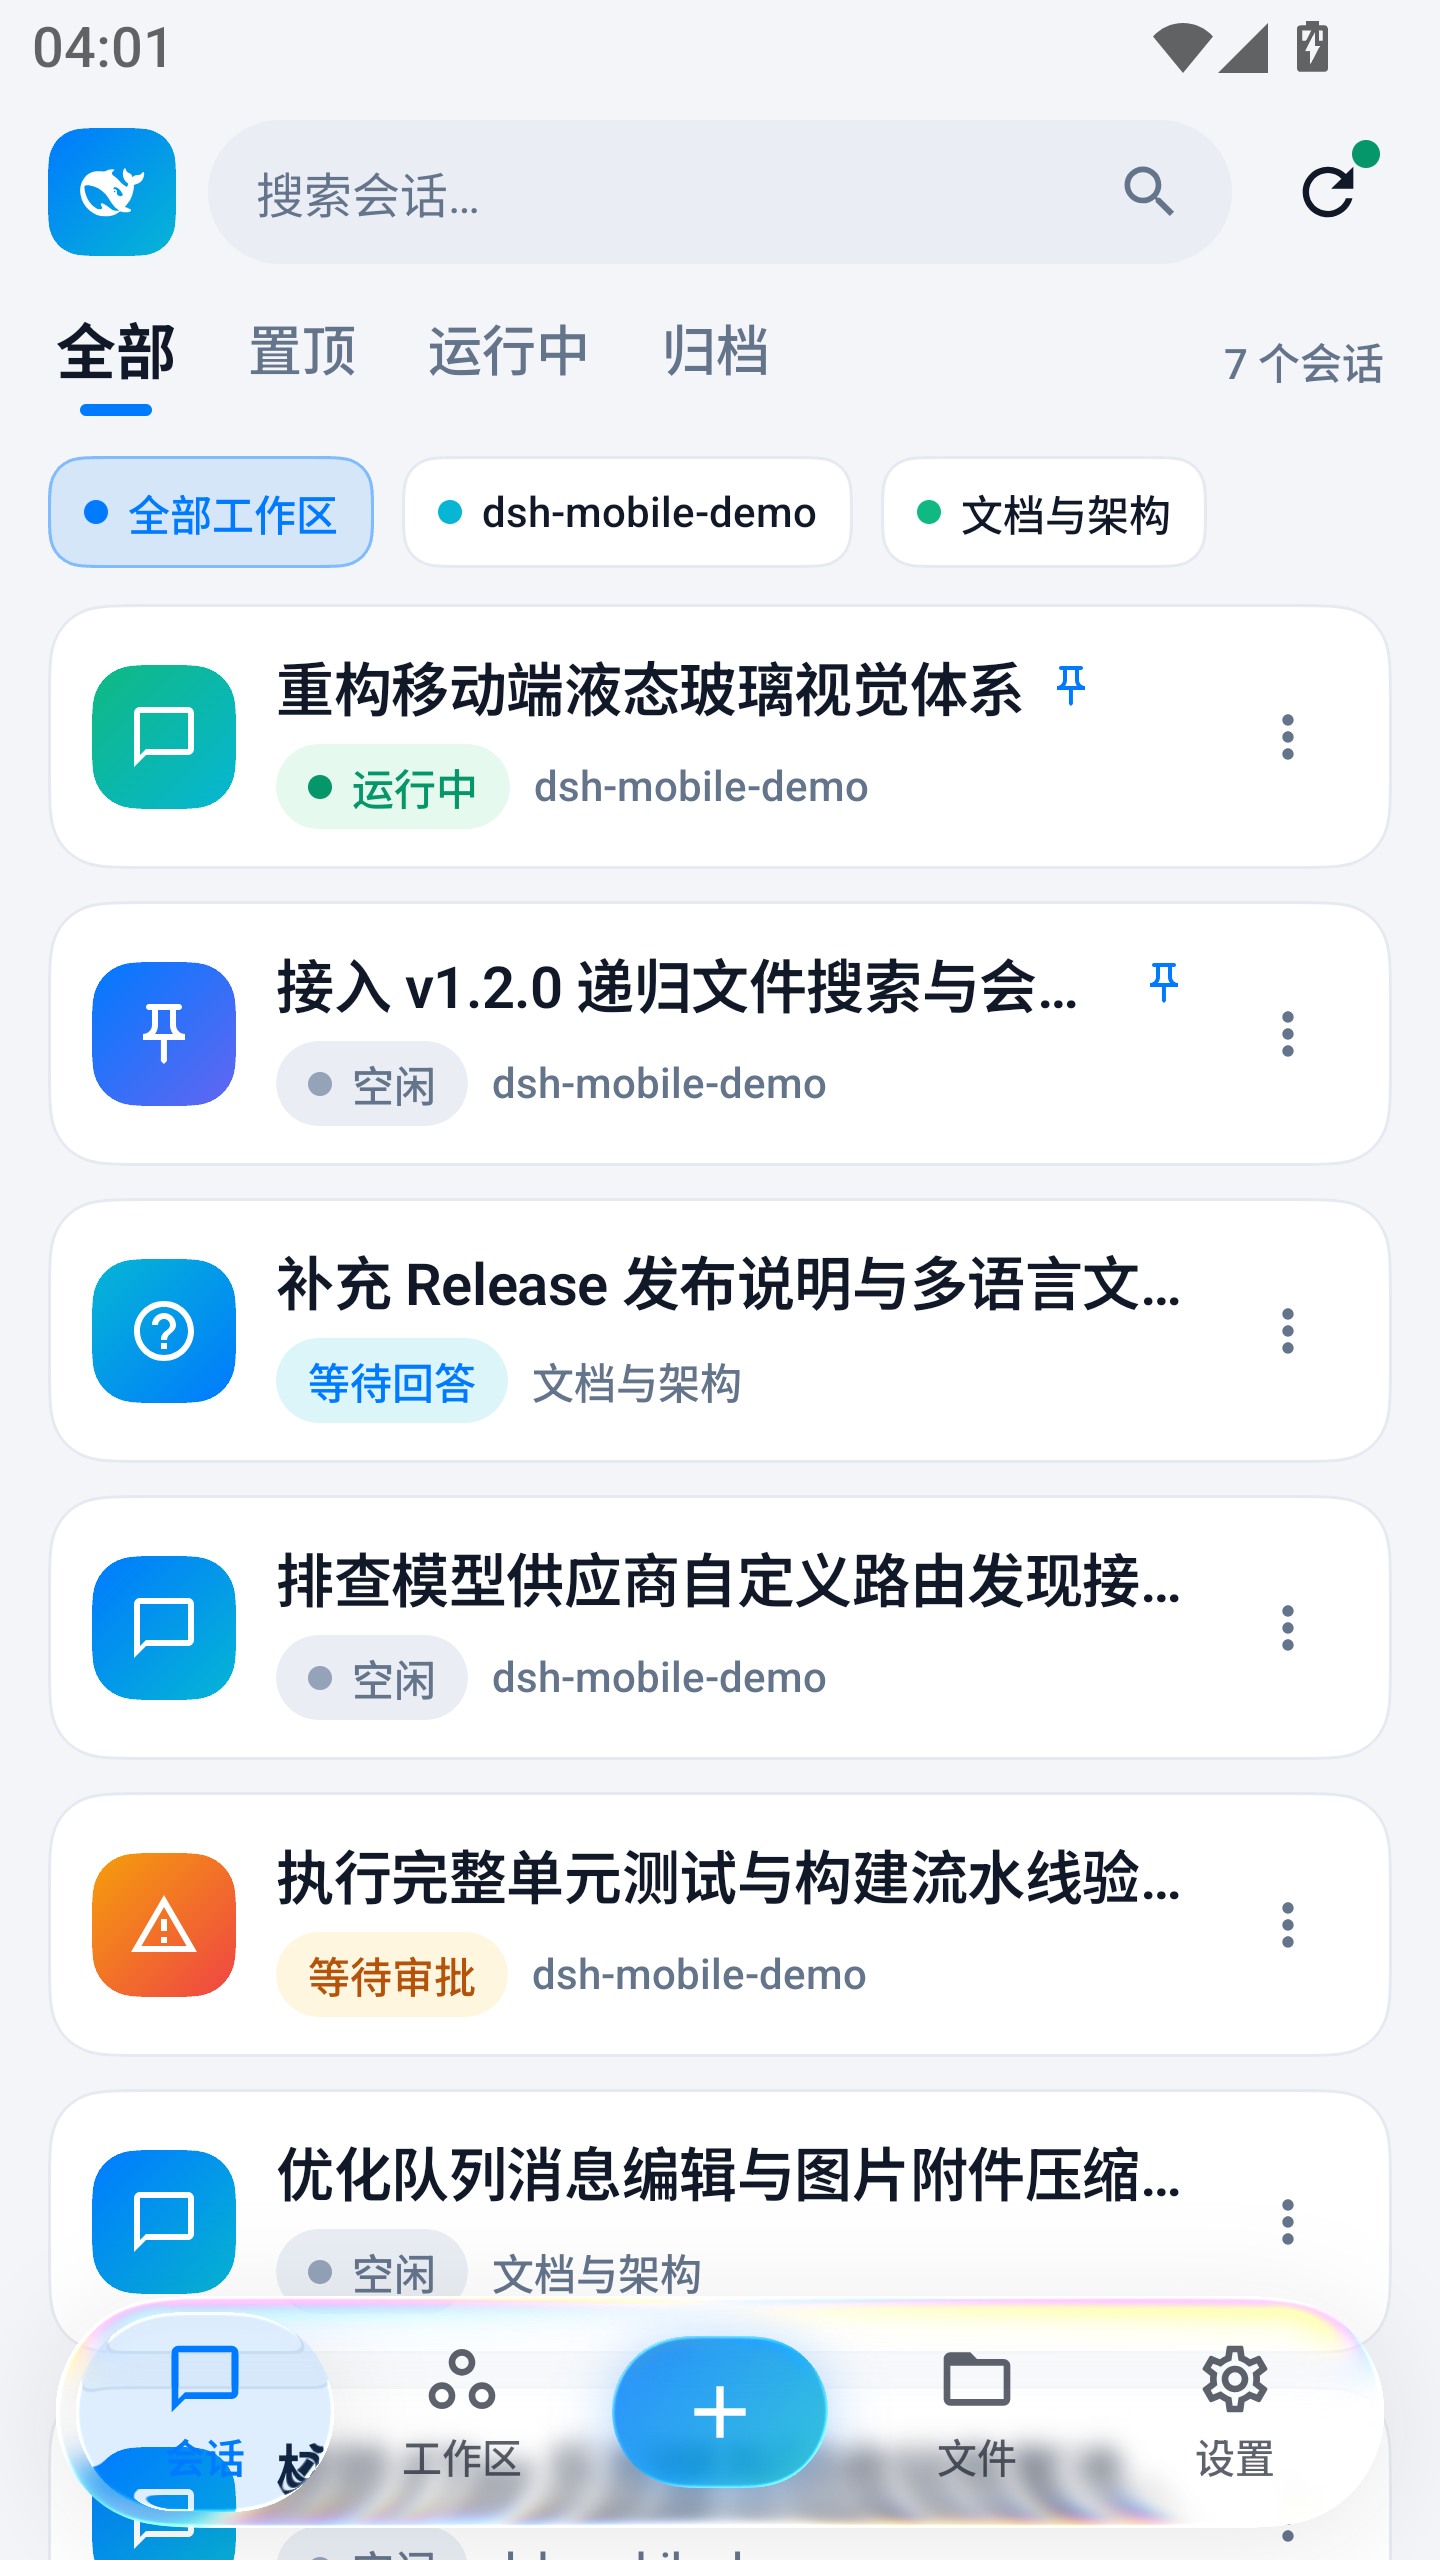 04:01
搜索会话...
全部 置顶 运行中 归档 7 个会话
全部工作区 dsh-mobile-demo 文档与架构
重构移动端液态玻璃视觉体系
运行中 dsh-mobile-demo
接入 v1.2.0 递归文件搜索与会...
空闲 dsh-mobile-demo
补充 Release 发布说明与多语言文...
等待回答 文档与架构
排查模型供应商自定义路由发现接...
空闲 dsh-mobile-demo
执行完整单元测试与构建流水线验...
等待审批 dsh-mobile-demo
优化队列消息编辑与图片附件压缩...
空闲 文档与架构
会话 工作区 文件 设置